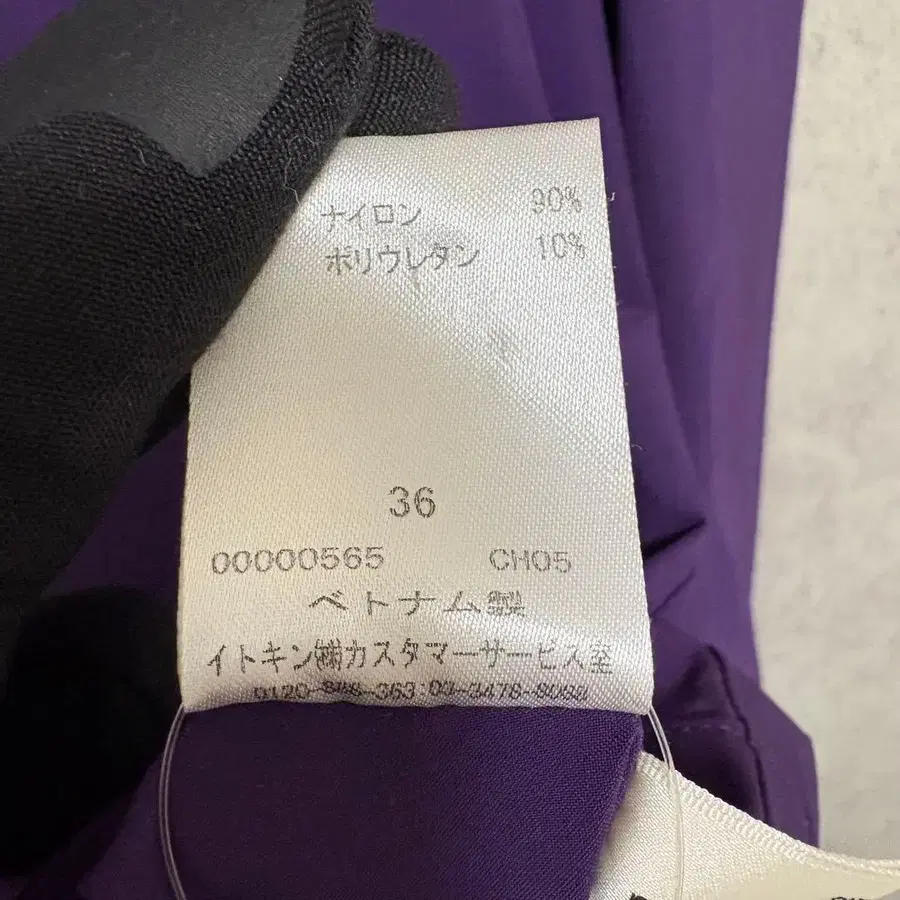 ナイロン 90%
ポリウレタン 10%
36
00000565 CH05
ベトナム製
イトキン㈱カスタマーサービス室
0120-888-363:03-3478-8088